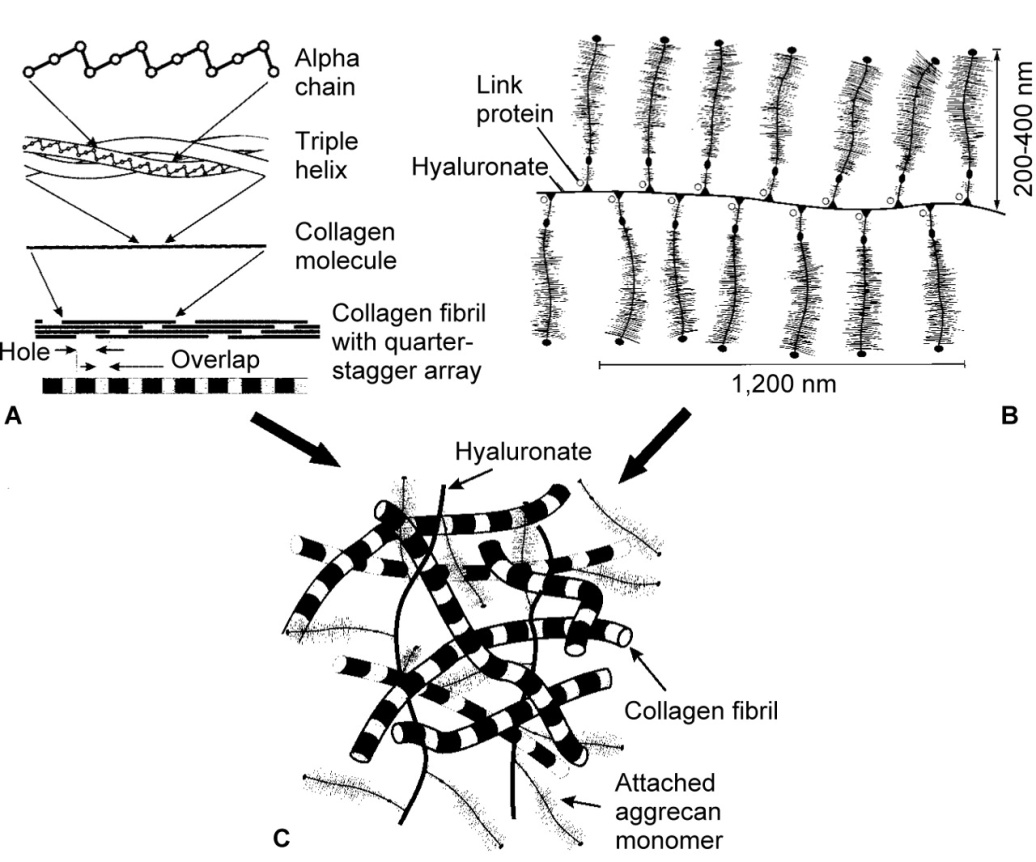 Alpha
chain
Triple
helix
Collagen
molecule
Collagen fibril
with quarter-
stagger array
Hole
Overlap
A
Link
protein
Hyaluronate
200-400 nm
1,200 nm
B
Hyaluronate
Collagen fibril
Attached
aggrecan
monomer
C